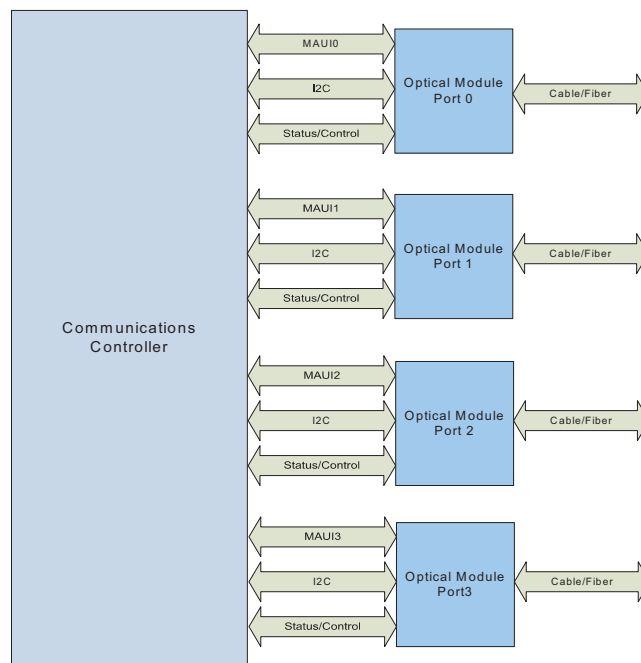 MAUI0
I2C
Status/Control
Optical Module
Port 0
Cable/Fiber
MAUI1
I2C
Status/Control
Optical Module
Port 1
Cable/Fiber
Communications
Controller
MAUI2
I2C
Status/Control
Optical Module
Port 2
Cable/Fiber
MAUI3
I2C
Status/Control
Optical Module
Port3
Cable/Fiber